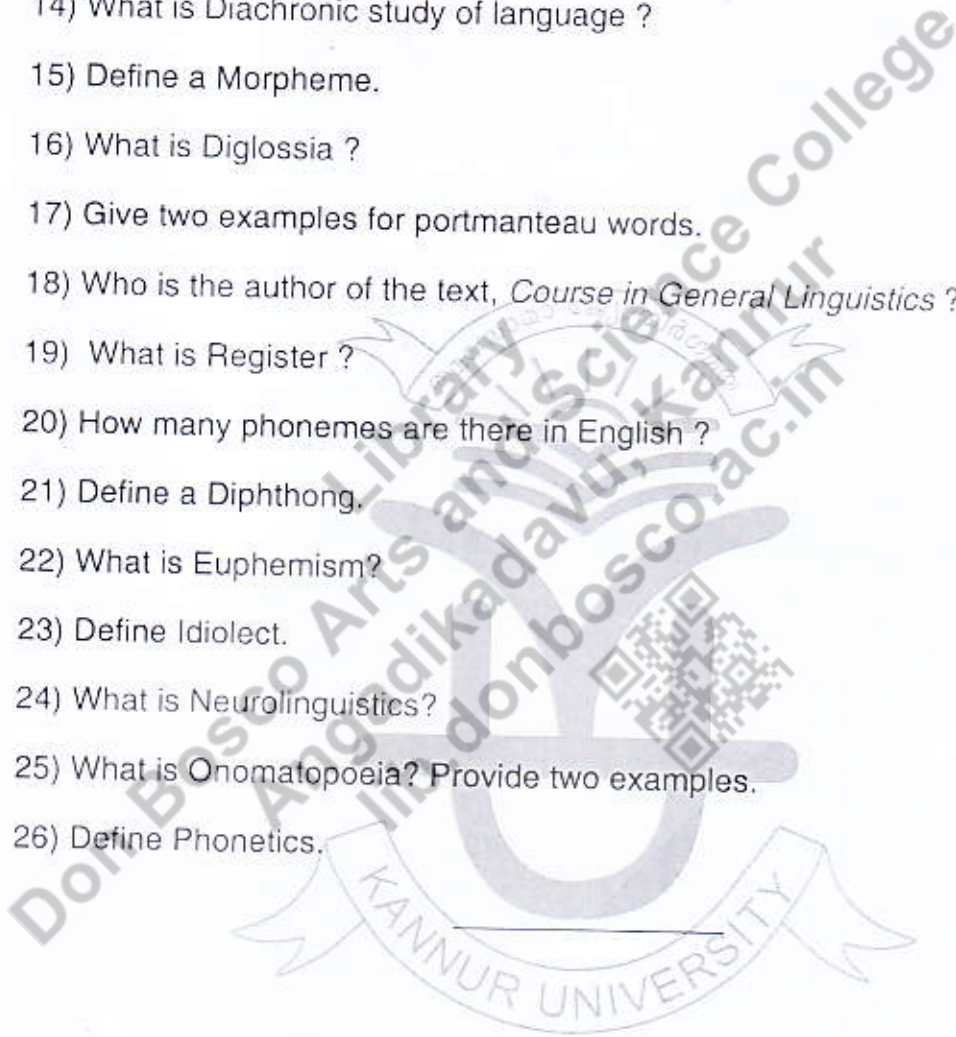 14) What is Diachronic study of language ?
15) Define a Morpheme.
16) What is Diglossia ?
17) Give two examples for portmanteau words.
18) Who is the author of the text, Course in General Linguistics ?
19) What is Register ?
20) How many phonemes are there in English ?
21) Define a Diphthong.
22) What is Euphemism?
23) Define Idiolect.
24) What is Neurolinguistics?
25) What is Onomatopoeia? Provide two examples.
26) Define Phonetics.
Library
Don Bosco Arts and Science College
Angadikadavu, Kannur
lib.donbosco.ac.in
KANNUR UNIVERSITY